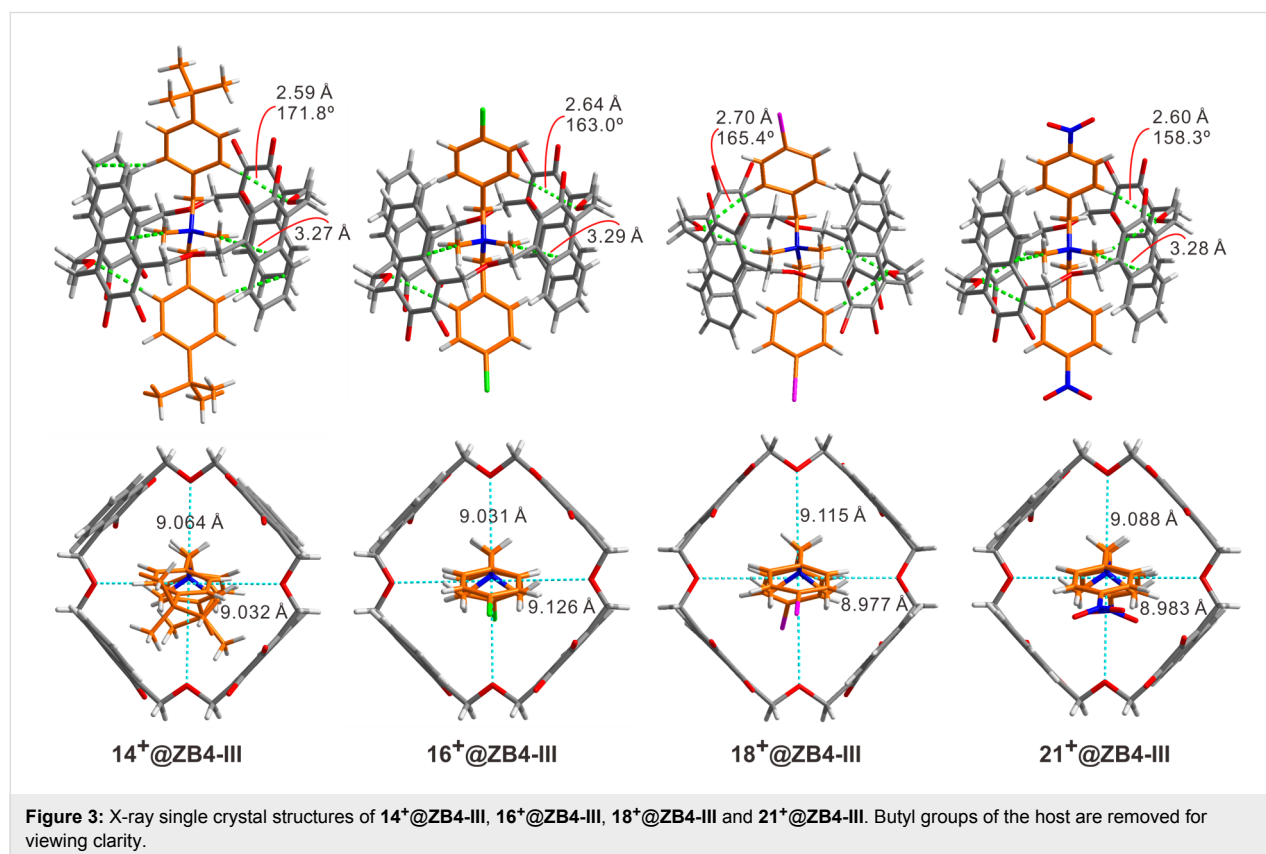 2.59 Å
171.8º
3.27 Å
2.64 Å
163.0º
3.29 Å
2.70 Å
165.4º
2.60 Å
158.3º
3.28 Å
9.064 Å
9.032 Å
9.031 Å
9.126 Å
9.115 Å
8.977 Å
9.088 Å
8.983 Å
14⁺@ZB4-III
16⁺@ZB4-III
18⁺@ZB4-III
21⁺@ZB4-III
Figure 3: X-ray single crystal structures of 14⁺@ZB4-III, 16⁺@ZB4-III, 18⁺@ZB4-III and 21⁺@ZB4-III. Butyl groups of the host are removed for
viewing clarity.